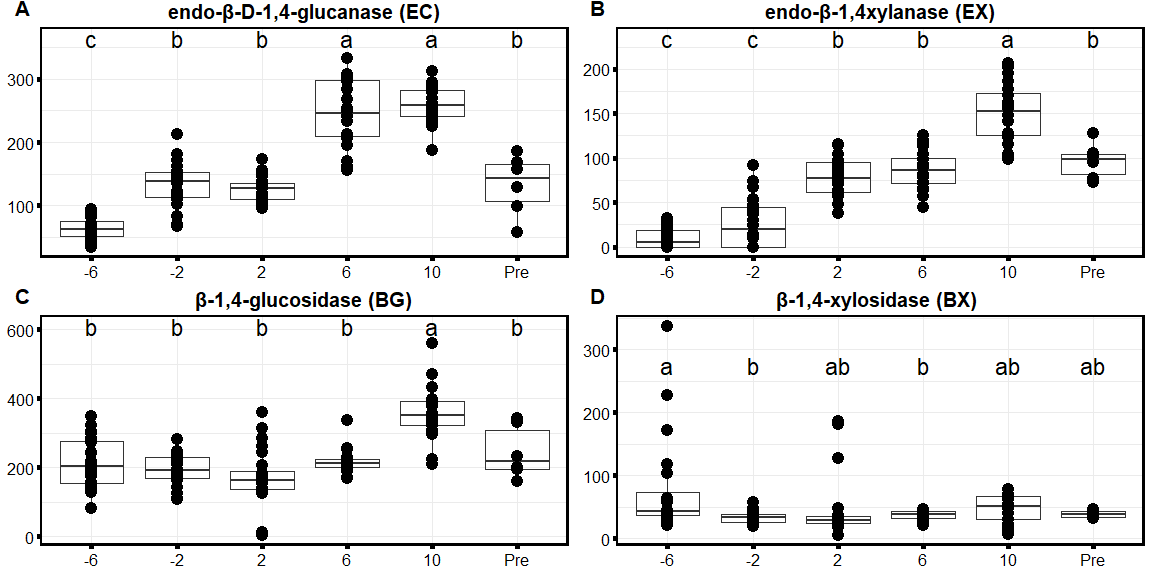 A endo-β-D-1,4-glucanase (EC)
c b b a a b
300
200
100
-6 -2 2 6 10 Pre
B endo-β-1,4xylanase (EX)
c c b b a b
200
150
100
50
0
-6 -2 2 6 10 Pre
C β-1,4-glucosidase (BG)
600
b b b b a b
400
200
0
-6 -2 2 6 10 Pre
D β-1,4-xylosidase (BX)
300
a b ab b ab ab
200
100
0
-6 -2 2 6 10 Pre